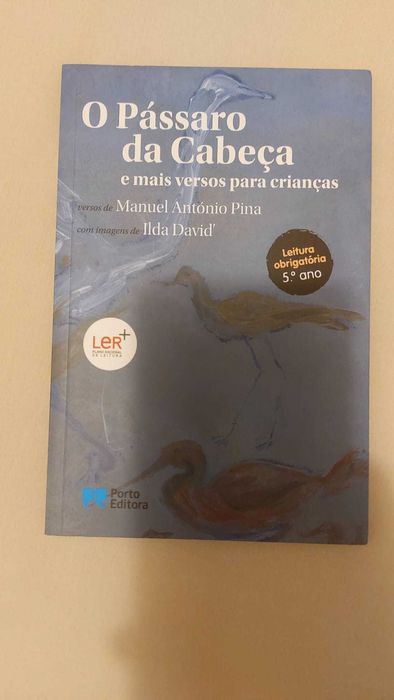 O Pássaro
da Cabeça
e mais versos para crianças
versos de Manuel António Pina
com imagens de Ilda David'
Leitura
obrigatória
5.º ano
LeR+
PLANO NACIONAL
DE LEITURA
Porto
Editora